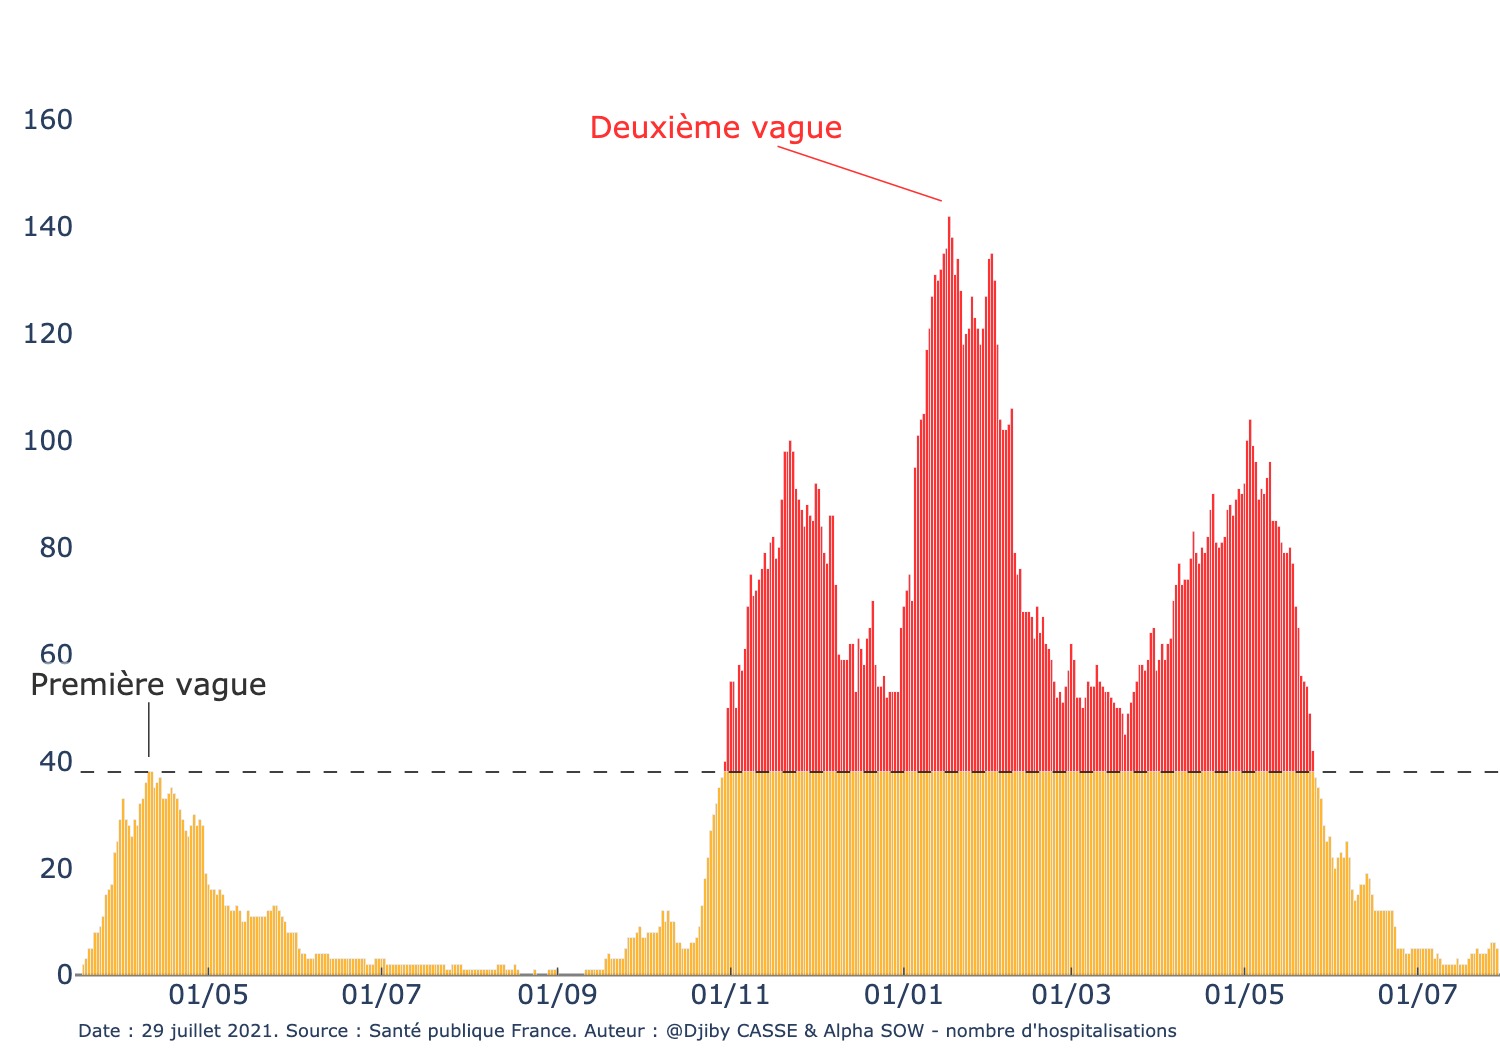 160
Deuxième vague
140
120
100
80
60
Première vague
40
20
0
01/05 01/07 01/09 01/11 01/01 01/03 01/05 01/07
Date : 29 juillet 2021. Source : Santé publique France. Auteur : @Djiby CASSE & Alpha SOW - nombre d'hospitalisations